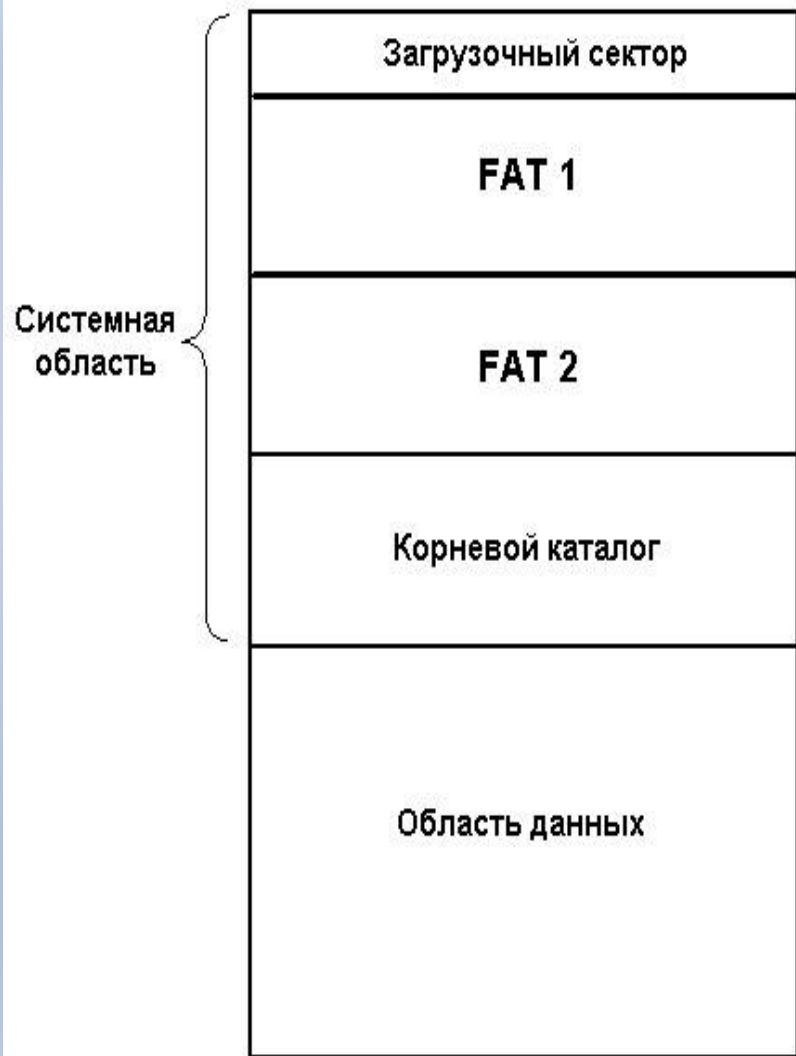 Загрузочный сектор
FAT 1
Системная
область
FAT 2
Корневой каталог
Область данных